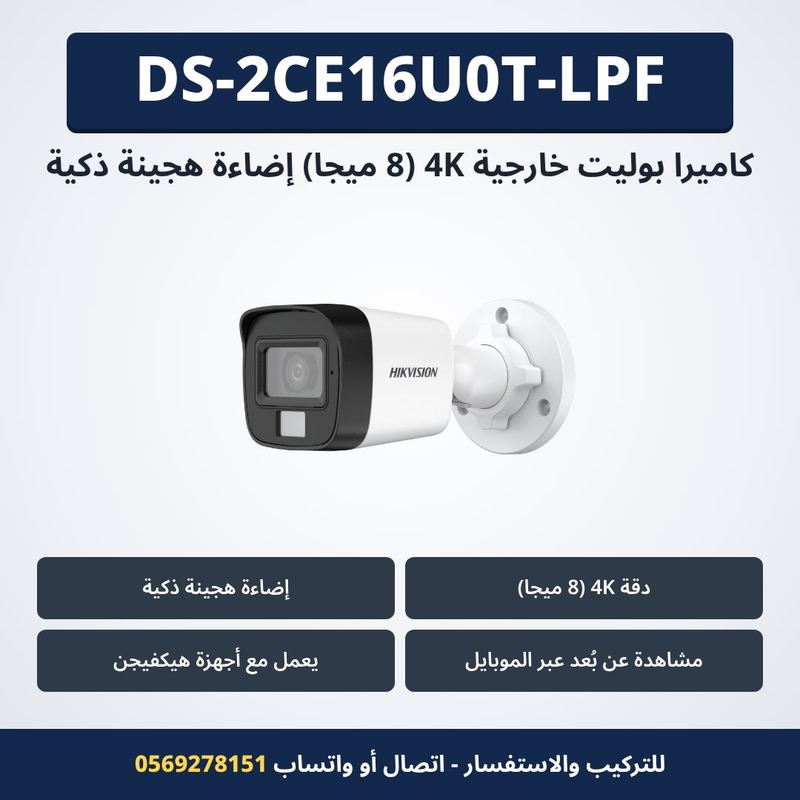 DS-2CE16U0T-LPF
كاميرا بوليت خارجية 4K (8 ميجا) إضاءة هجينة ذكية
HIKVISION
دقة 4K (8 ميجا)
إضاءة هجينة ذكية
مشاهدة عن بُعد عبر الموبايل
يعمل مع أجهزة هيكفيجن
للتركيب والاستفسار - اتصال أو واتساب 0569278151